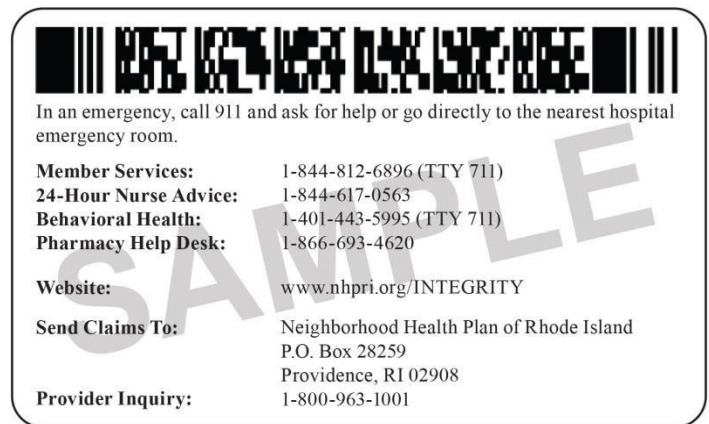 In an emergency, call 911 and ask for help or go directly to the nearest hospital
emergency room.
Member Services: 1-844-812-6896 (TTY 711)
24-Hour Nurse Advice: 1-844-617-0563
Behavioral Health: 1-401-443-5995 (TTY 711)
Pharmacy Help Desk: 1-866-693-4620
SAMPLE
Website: www.nhpri.org/INTEGRITY
Send Claims To: Neighborhood Health Plan of Rhode Island
P.O. Box 28259
Providence, RI 02908
Provider Inquiry: 1-800-963-1001